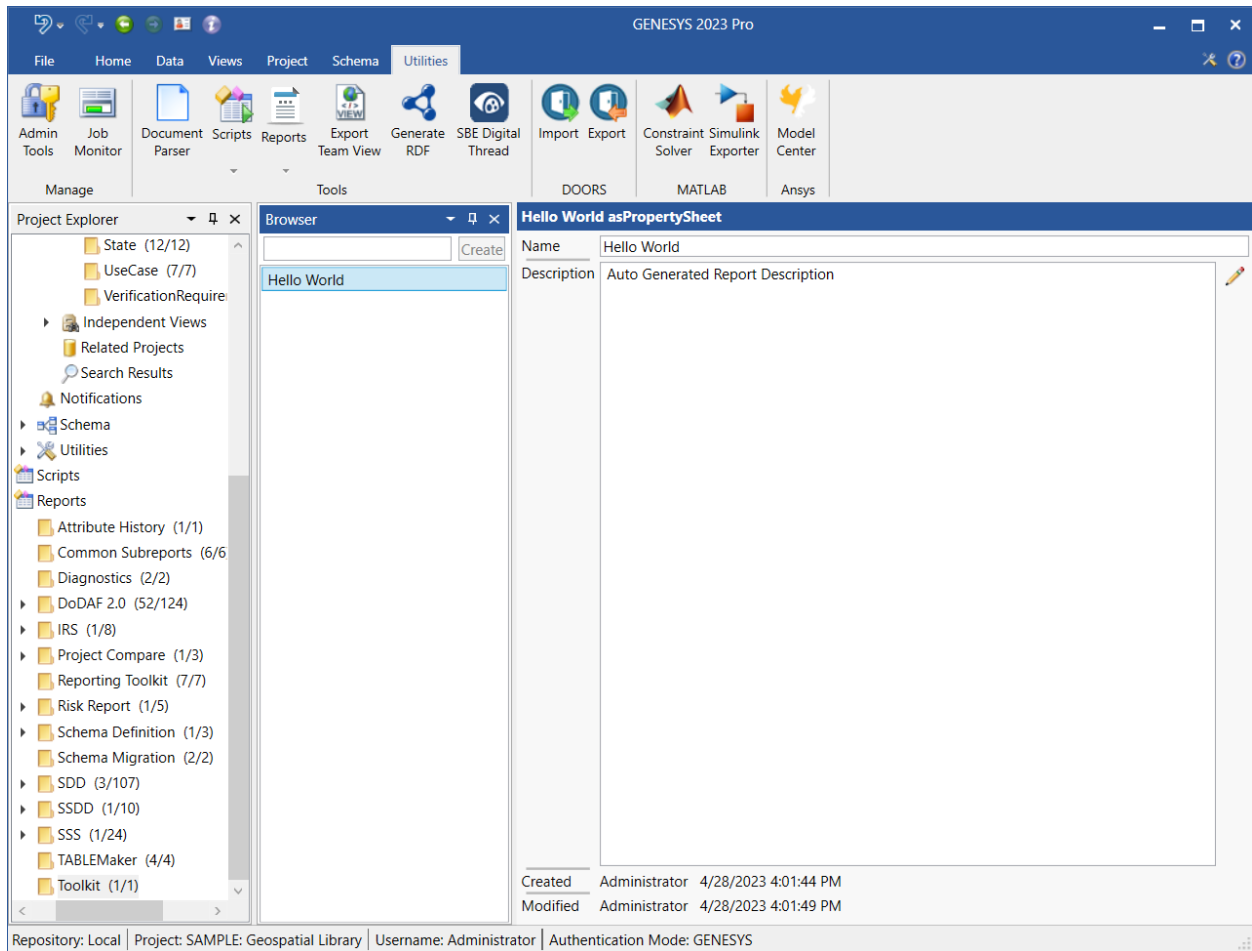 GENESYS 2023 Pro
File Home Data Views Project Schema Utilities
Admin Tools
Job Monitor
Document Parser
Scripts
Reports
VIEW
Export Team View
Generate RDF
SBE Digital Thread
Import
Export
Constraint Solver
Simulink Exporter
Model Center
Manage Tools DOORS MATLAB Ansys
Project Explorer
State (12/12)
UseCase (7/7)
VerificationRequire
Independent Views
Related Projects
Search Results
Notifications
Schema
Utilities
Scripts
Reports
Attribute History (1/1)
Common Subreports (6/6
Diagnostics (2/2)
DoDAF 2.0 (52/124)
IRS (1/8)
Project Compare (1/3)
Reporting Toolkit (7/7)
Risk Report (1/5)
Schema Definition (1/3)
Schema Migration (2/2)
SDD (3/107)
SSDD (1/10)
SSS (1/24)
TABLEMaker (4/4)
Toolkit (1/1)
Browser
Create
Hello World
Hello World asPropertySheet
Name Hello World
Description Auto Generated Report Description
Created Administrator 4/28/2023 4:01:44 PM
Modified Administrator 4/28/2023 4:01:49 PM
Repository: Local Project: SAMPLE: Geospatial Library Username: Administrator Authentication Mode: GENESYS